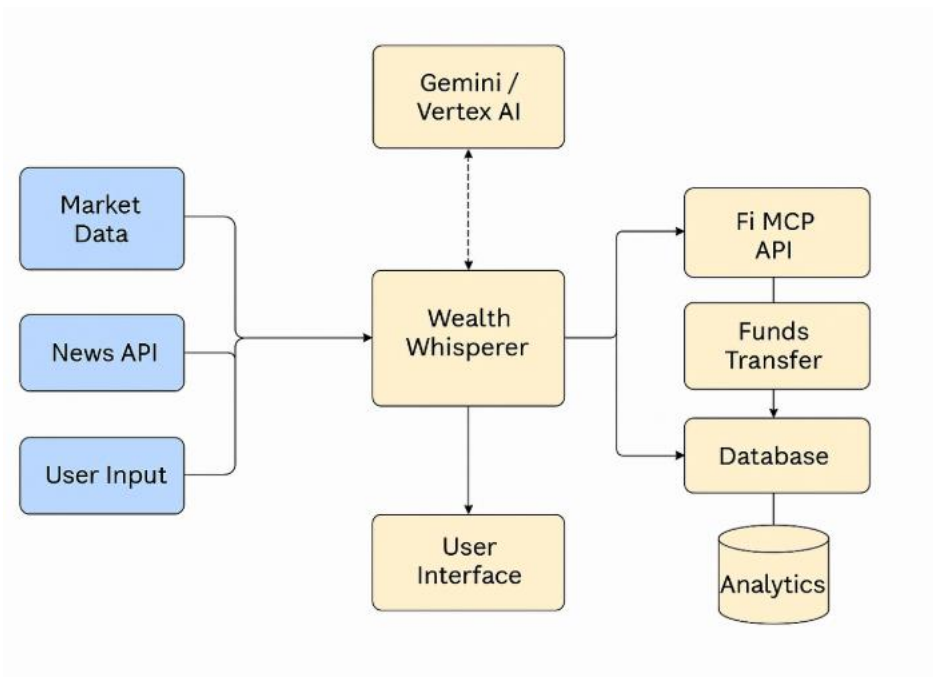 Gemini /
Vertex AI
Market
Data
News API
User Input
Wealth
Whisperer
User
Interface
Fi MCP
API
Funds
Transfer
Database
Analytics